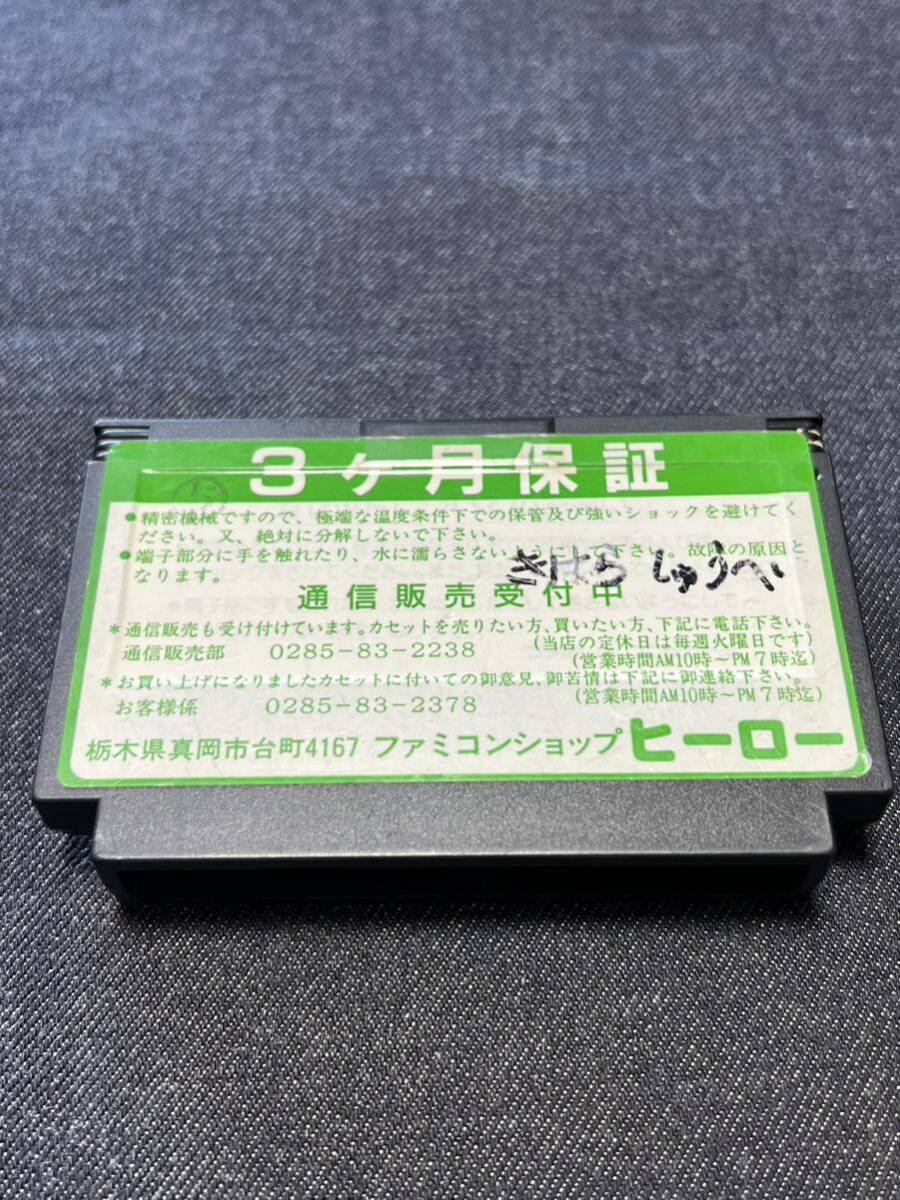 3ヶ月保証
●精密機械ですので、極端な温度条件下での保管及び強いショックを避けてく
ださい。又、絶対に分解しないで下さい。
●端子部分に手を触れたり、水に濡らさないようにして下さい。故障の原因と
なります。
さはら しゅうへい
通信販売受付中
*通信販売も受け付けています。カセットを売りたい方、買いたい方、下記に電話下さい。
(当店の定休日は毎週火曜日です)
通信販売部 0285-83-2238 (営業時間AM10時～PM7時迄)
*お買い上げになりましたカセットに付いての御意見、御苦情は下記に御連絡下さい。
お客様係 0285-83-2378 (営業時間AM10時～PM7時迄)
栃木県真岡市台町4167 ファミコンショップ ヒーロー